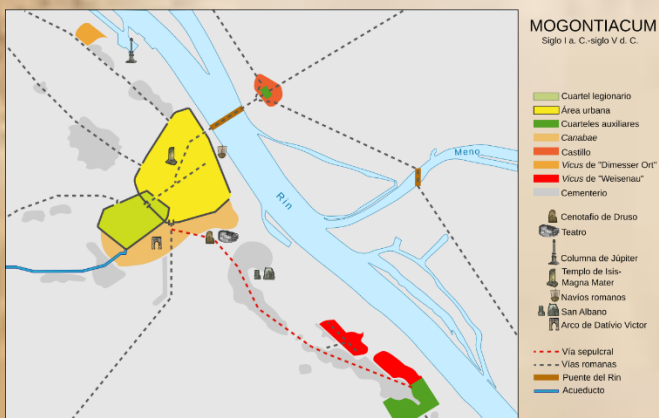 MOGONTIACUM
Siglo I a. C.-siglo V d. C.
Cuartel legionario
Área urbana
Cuarteles auxiliares
Canabae
Castillo
Vicus de "Dimesser Ort"
Vicus de "Weisenau"
Cementerio
Cenotafio de Druso
Teatro
Columna de Júpiter
Templo de Isis-
Magna Mater
Navíos romanos
San Albano
Arco de Dativio Victor
Vía sepulcral
Vías romanas
Puente del Rin
Acueducto
Meno
Rin